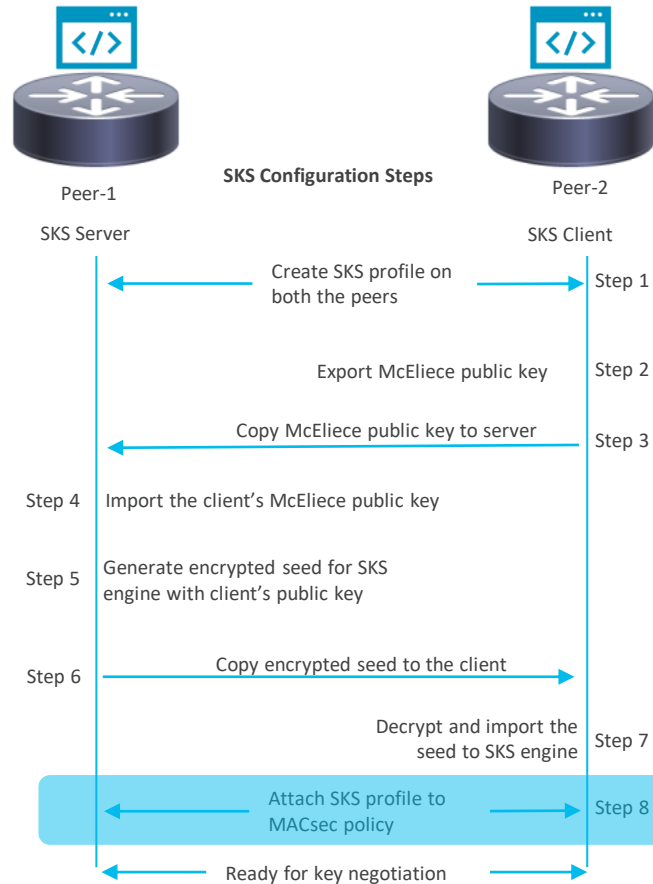 </>
</>
SKS Configuration Steps
Peer-1
Peer-2
SKS Server
SKS Client
Create SKS profile on
both the peers
Step 1
Export McEliece public key
Step 2
Copy McEliece public key to server
Step 3
Step 4
Import the client’s McEliece public key
Step 5
Generate encrypted seed for SKS
engine with client’s public key
Step 6
Copy encrypted seed to the client
Decrypt and import the
seed to SKS engine
Step 7
Attach SKS profile to
MACsec policy
Step 8
Ready for key negotiation